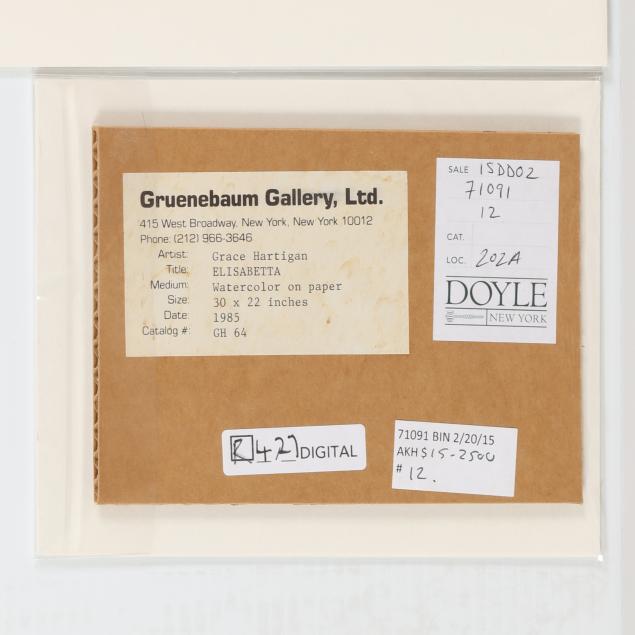 Gruenebaum Gallery, Ltd.
415 West Broadway, New York, New York 10012
Phone: (212) 966-3646
Artist: Grace Hartigan
Title: ELISABETTA
Medium: Watercolor on paper
Size: 30 x 22 inches
Date: 1985
Catalog #: GH 64
SALE 15DD02
71091
12
CAT.
LOC. 202A
DOYLE
NEW YORK
DIGITAL
71091 BIN 2/20/15
AKH $ 15-2500
# 12.